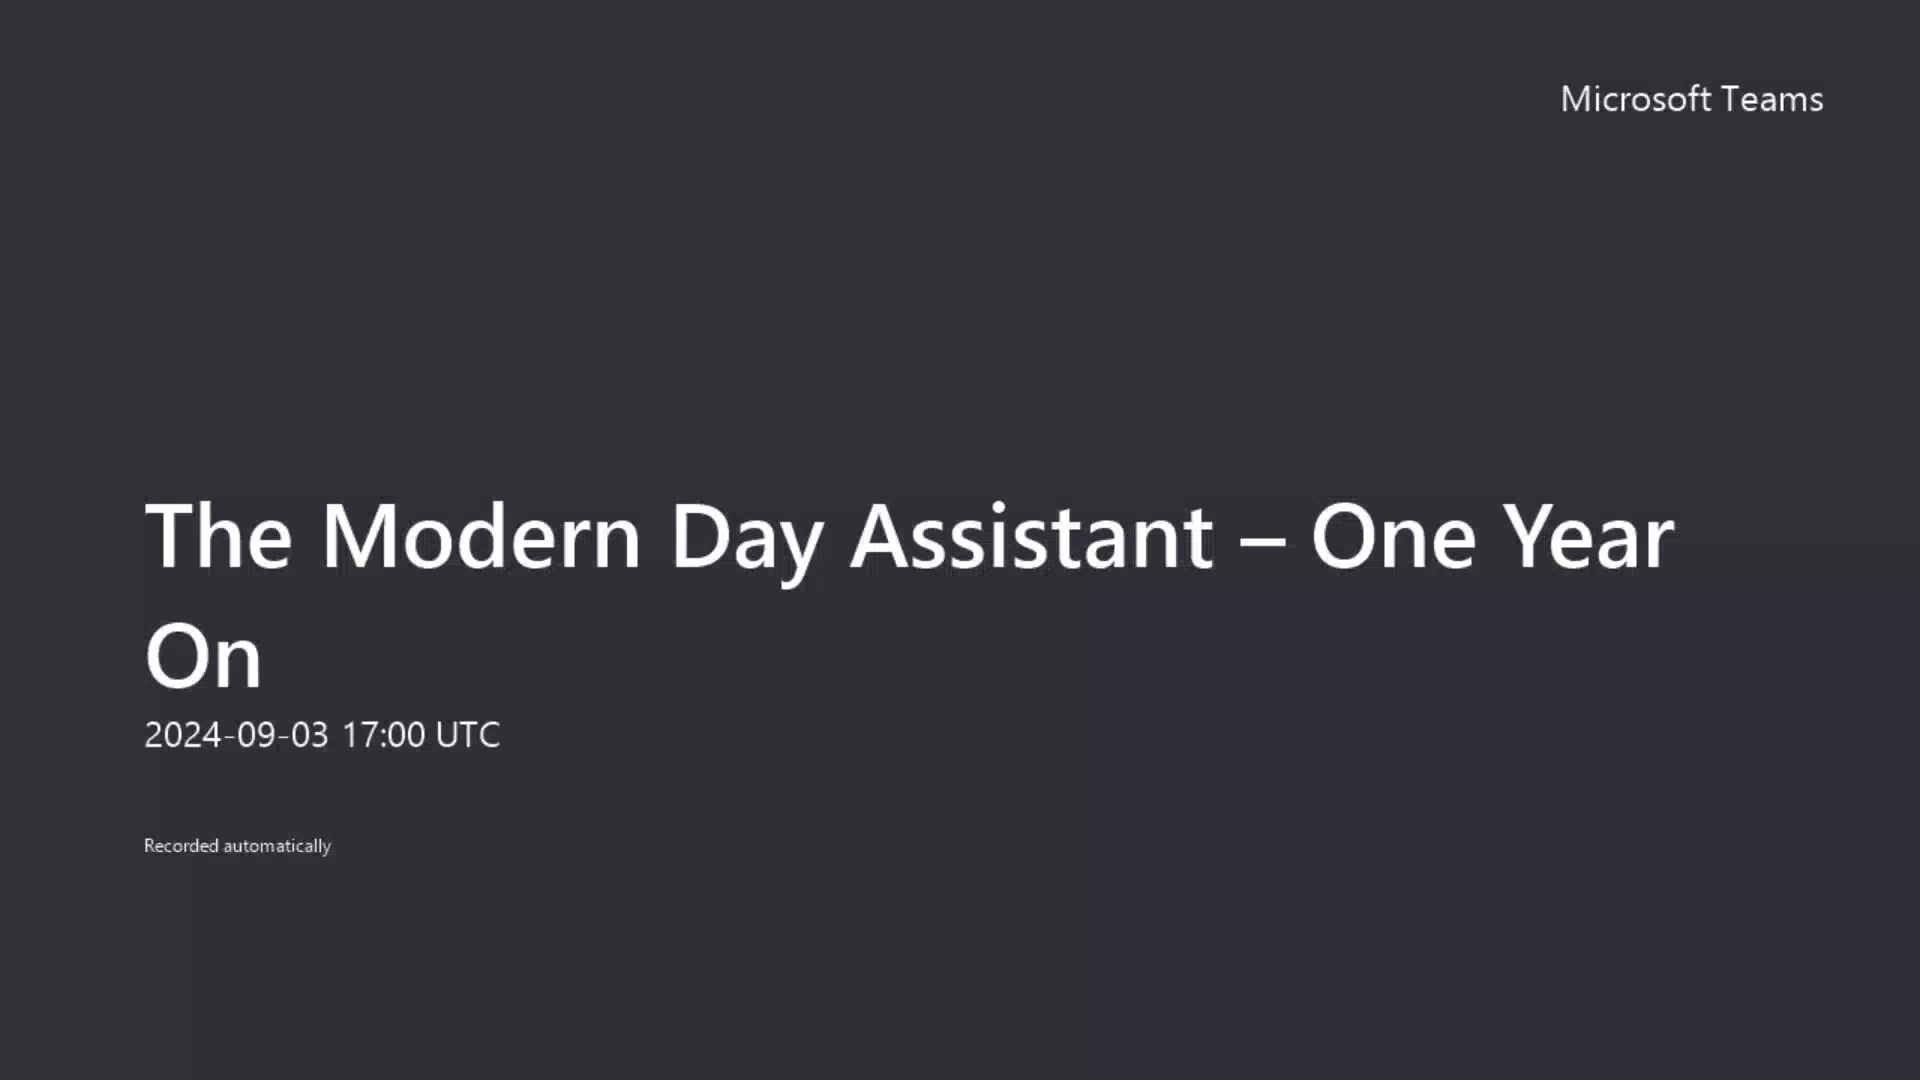 Microsoft Teams
The Modern Day Assistant – One Year
On
2024-09-03 17:00 UTC
Recorded automatically